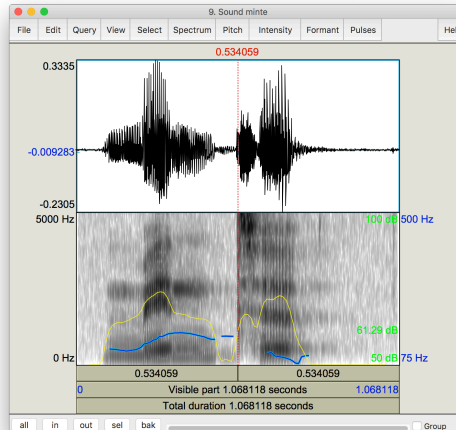 9. Sound minte
File Edit Query View Select Spectrum Pitch Intensity Formant Pulses Hel
0.534059
0.3335
-0.009283
-0.2305
5000 Hz 100 dB 500 Hz
61.29 dB
0 Hz 50 dB 75 Hz
0.534059 0.534059
0 Visible part 1.068118 seconds 1.068118
Total duration 1.068118 seconds
all in out sel bak Group